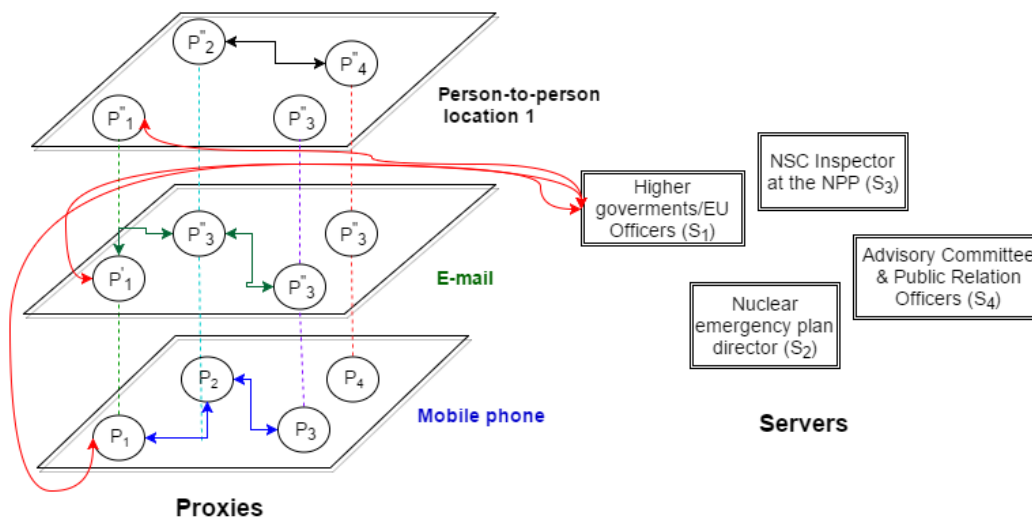 P"2
P"4
P"1
P"3
Person-to-person
location 1
P"3
P"3
P'1
P"3
E-mail
P2
P4
P1
P3
Mobile phone
Proxies
Higher
goverments/EU
Officers (S1)
NSC Inspector
at the NPP (S3)
Advisory Committe
& Public Relation
Officers (S4)
Nuclear
emergency plan
director (S2)
Servers